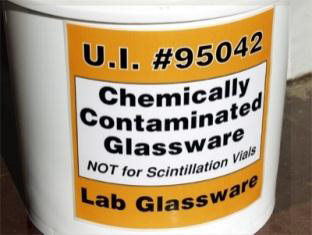 U.I. #95042
Chemically
Contaminated
Glassware
NOT for Scintillation Vials
Lab Glassware